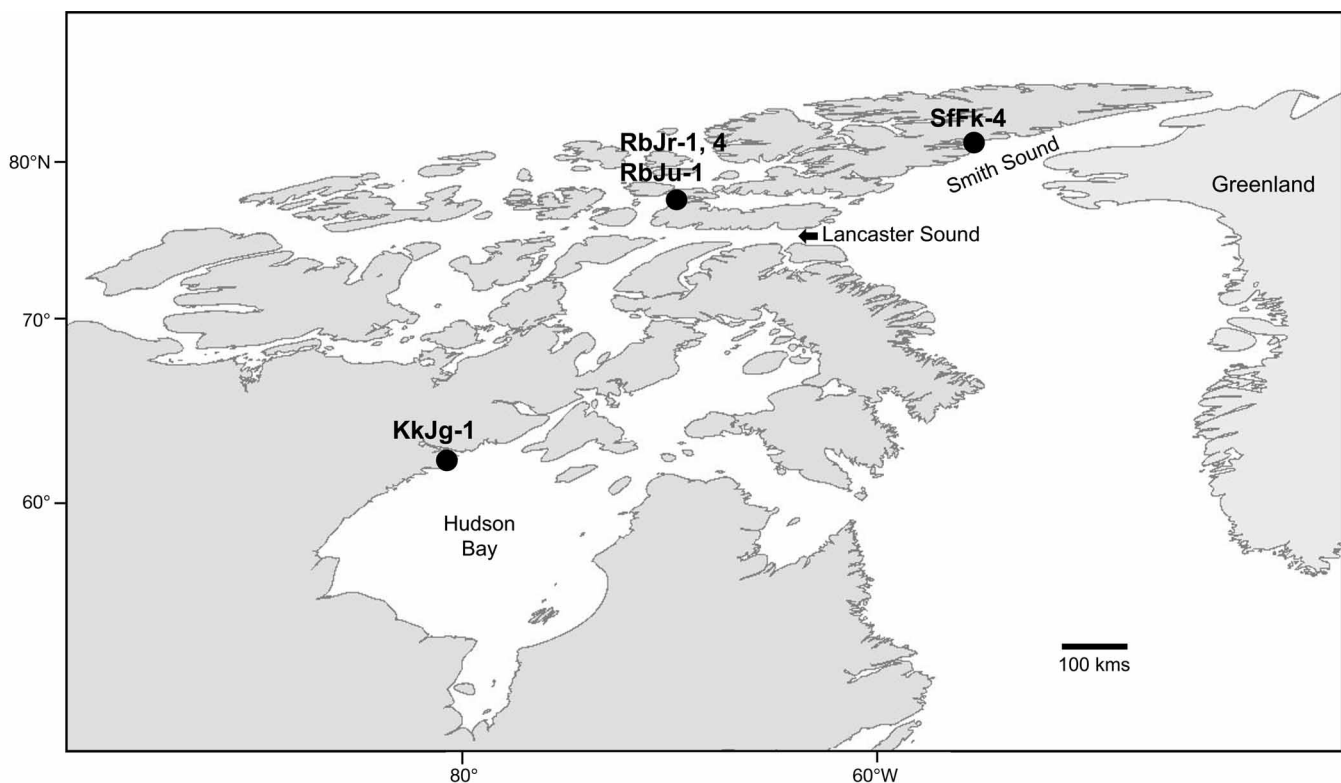 SfFk-4
RbJr-1, 4
RbJu-1
80°N
Smith Sound
Greenland
Lancaster Sound
70°
KkJg-1
60°
Hudson
Bay
100 kms
80°
60°W